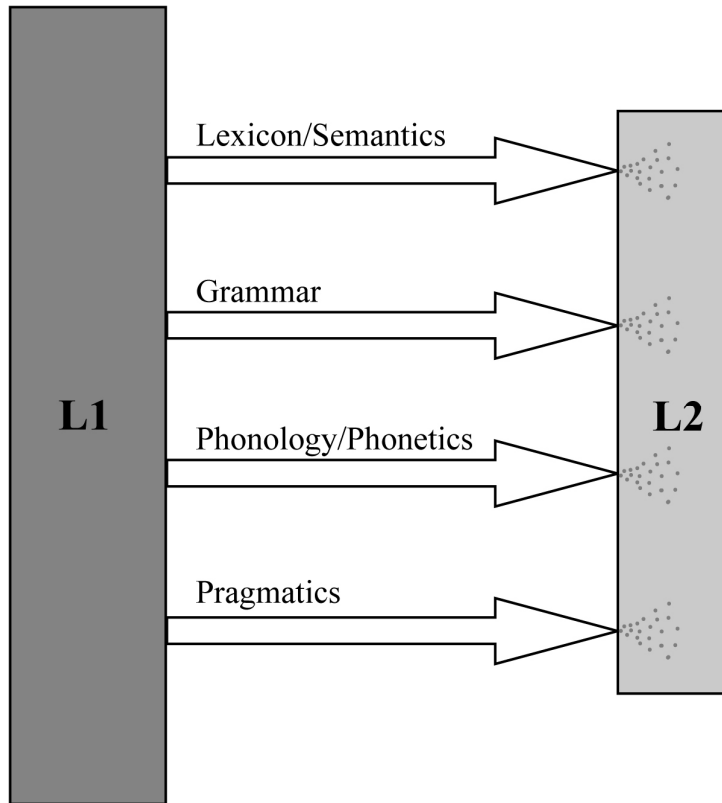 Lexicon/Semantics
Grammar
L1
L2
Phonology/Phonetics
Pragmatics